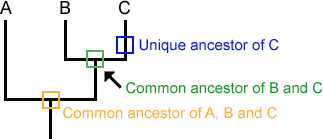 A B C
Unique ancestor of C
Common ancestor of B and C
Common ancestor of A, B and C